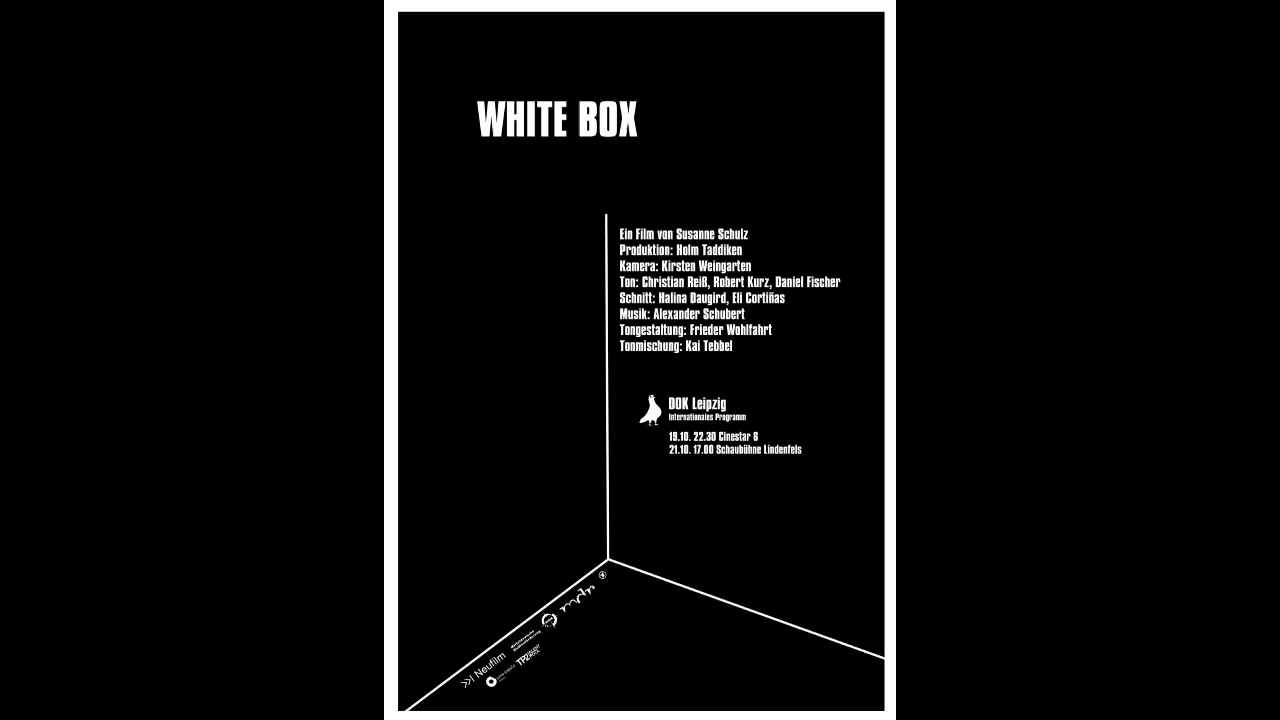 WHITE BOX
Ein Film von Susanne Schulz
Produktion: Holm Taddiken
Kamera: Kirsten Weingarten
Ton: Christian Reiß, Robert Kurz, Daniel Fischer
Schnitt: Halina Daugird, Eli Cortiñas
Musik: Alexander Schubert
Tongestaltung: Frieder Wohlfahrt
Tonmischung: Kai Tebbel
DOK Leipzig
Internationales Programm
19.10. 22.30 Cinestar 6
21.10. 17.00 Schaubühne Lindenfels
mdr
Neufilm
TP2